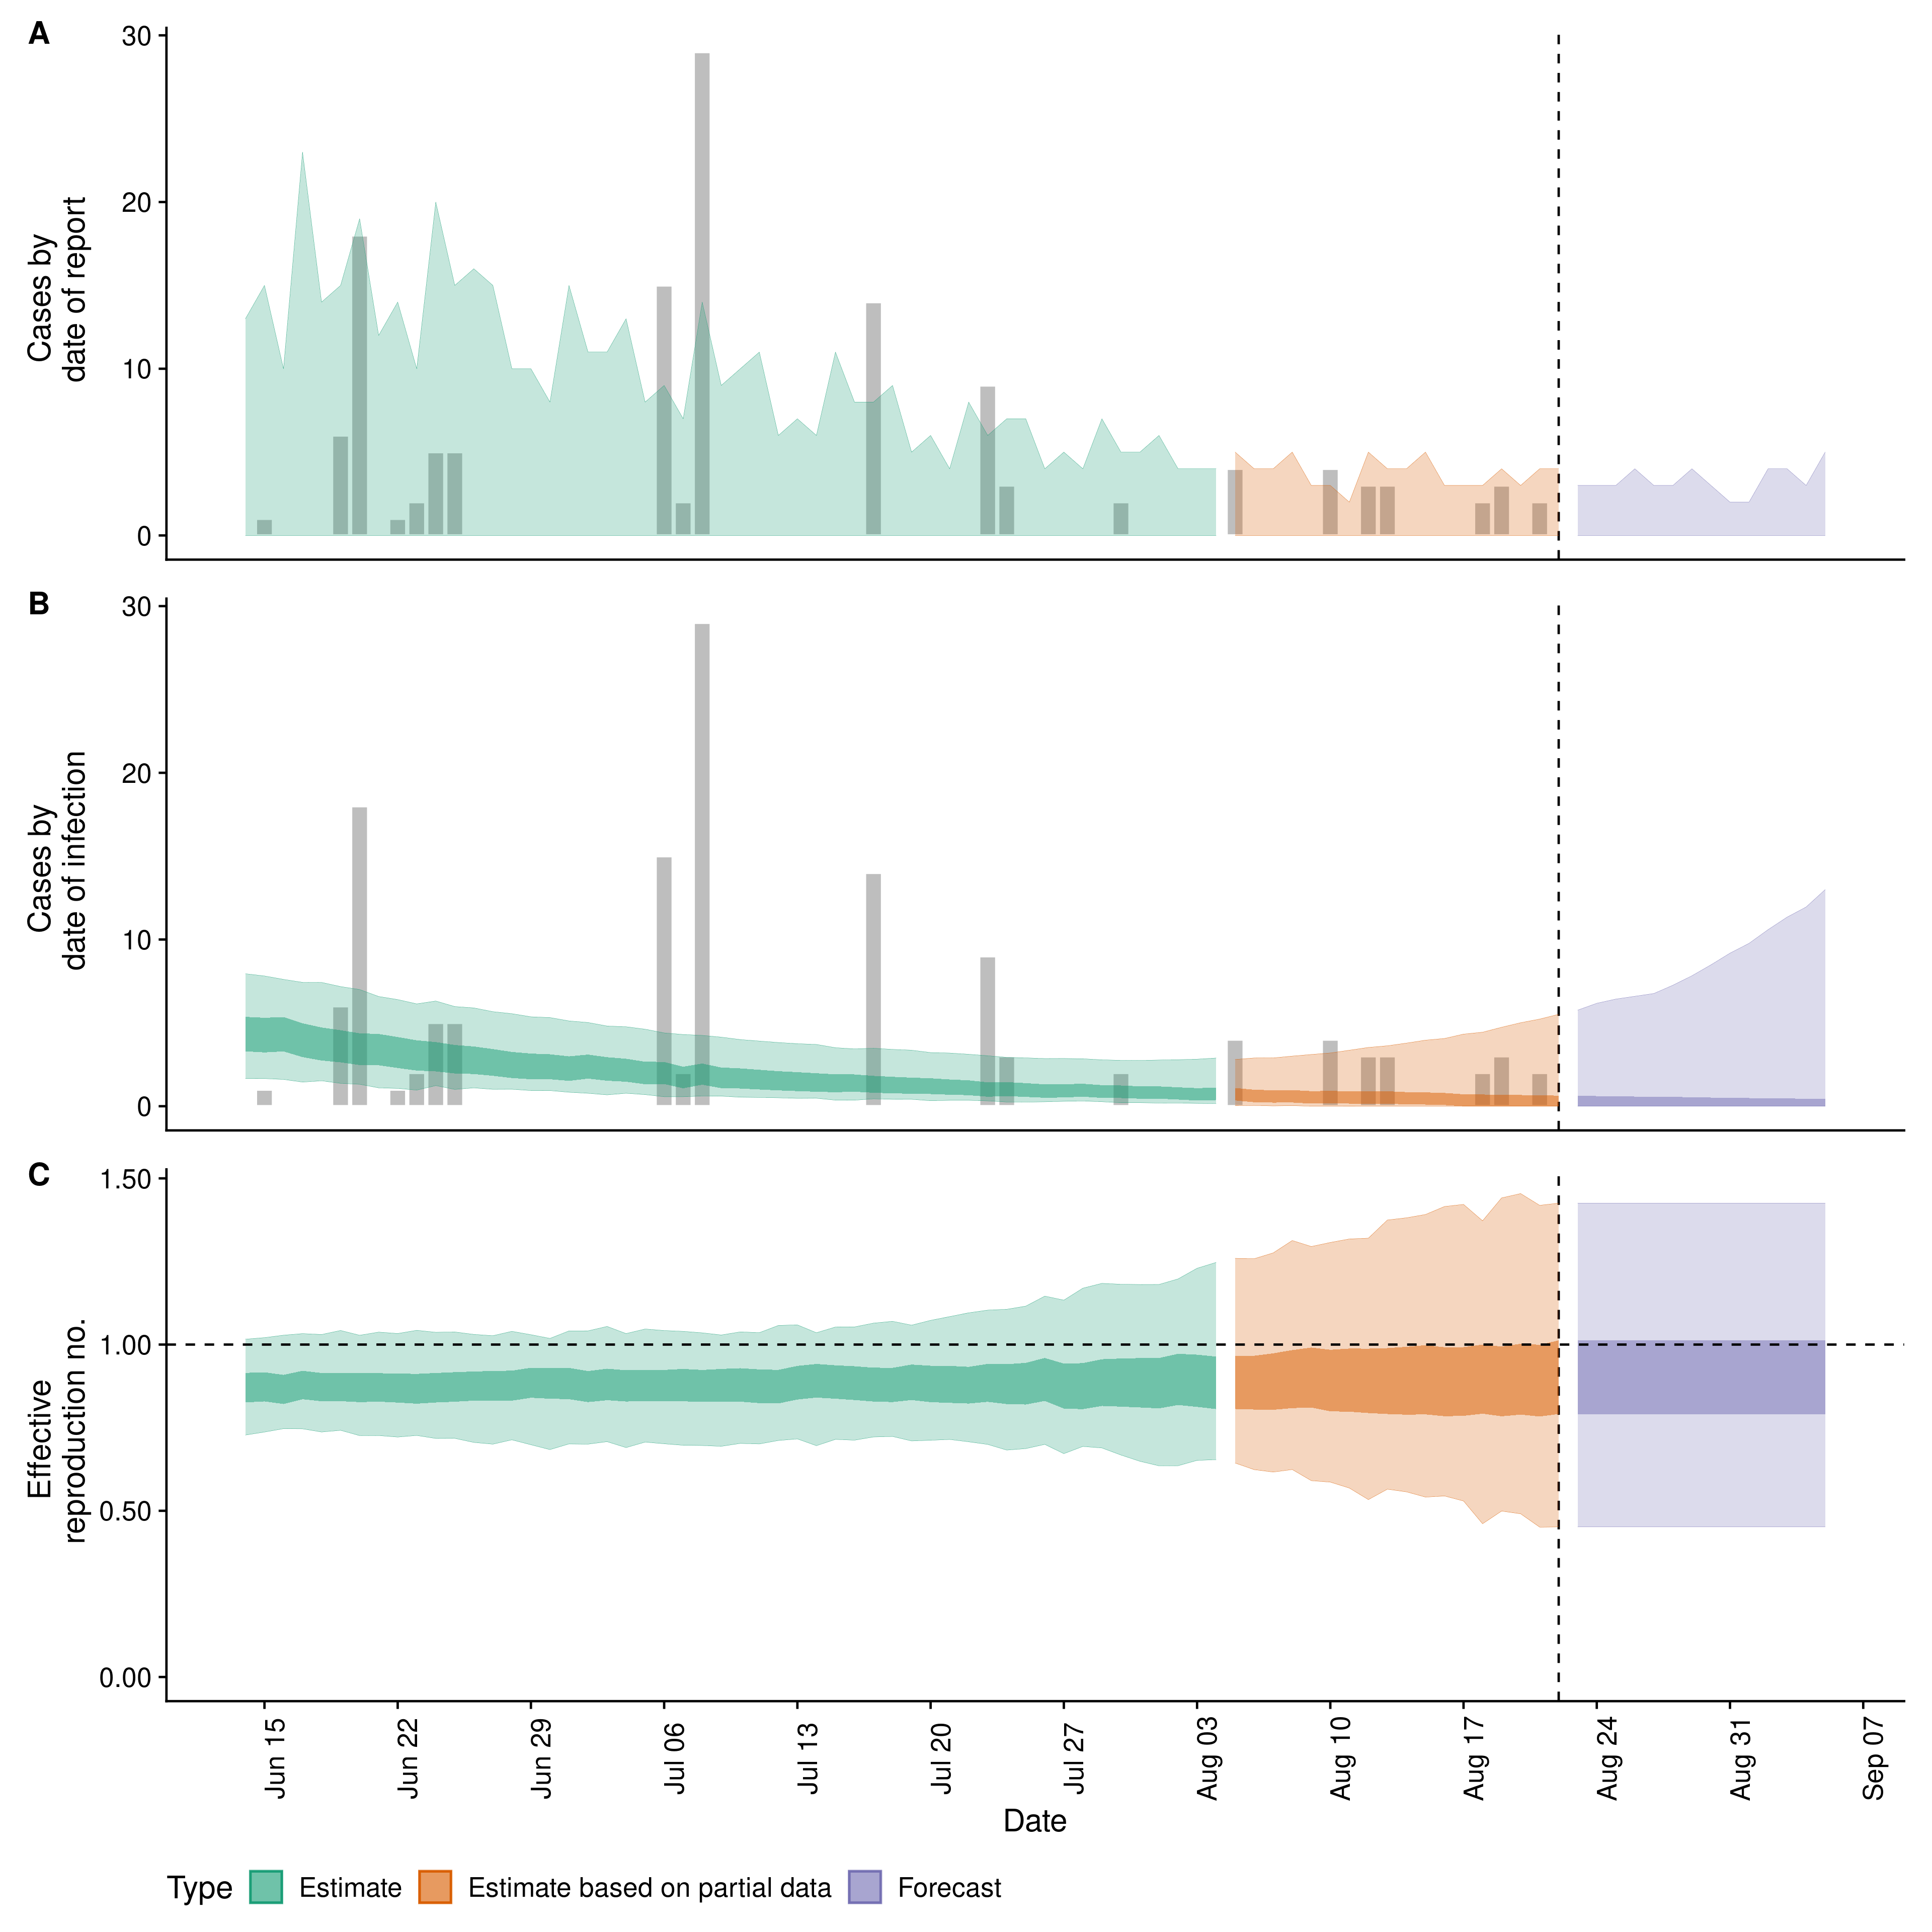 A
30
20
10
0
Cases by
date of report
B
30
20
10
0
Cases by
date of infection
C
1.50
1.00
0.50
0.00
Effective
reproduction no.
Jun 15
Jun 22
Jun 29
Jul 06
Jul 13
Jul 20
Jul 27
Aug 03
Aug 10
Aug 17
Aug 24
Aug 31
Sep 07
Date
Type Estimate Estimate based on partial data Forecast